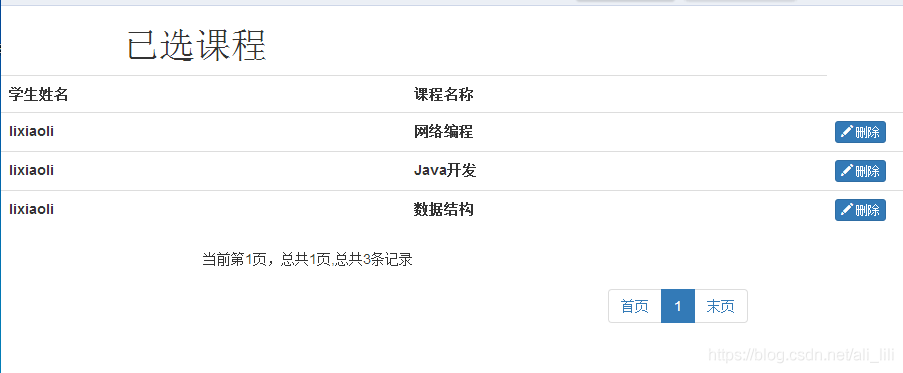 已选课程
学生姓名 课程名称
lixiaoli 网络编程 删除
lixiaoli Java开发 删除
lixiaoli 数据结构 删除
当前第1页，总共1页,总共3条记录
首页 1 末页
https://blog.csdn.net/ali_lili